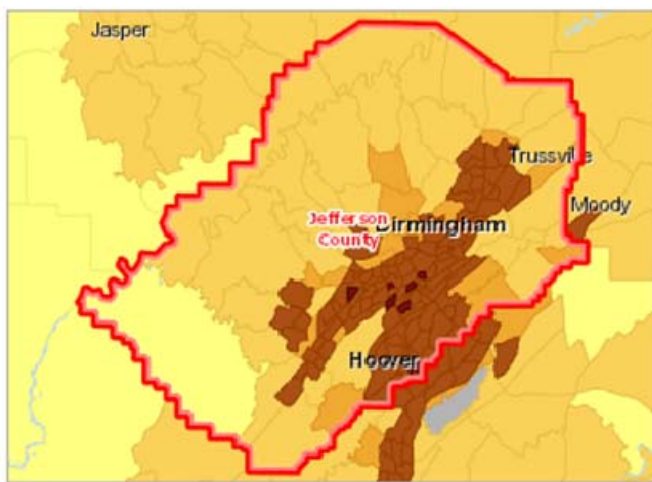 Jasper
Trussville
Moody
Jefferson
County
Birmingham
Hoover